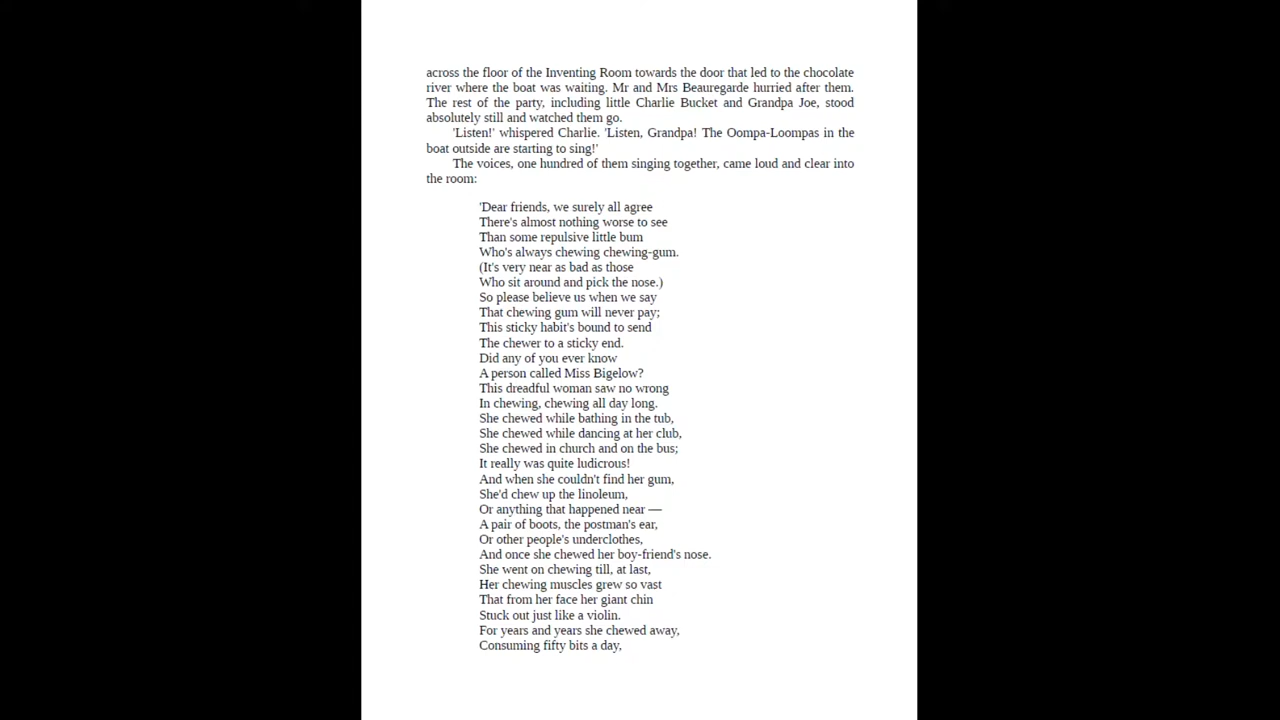 across the floor of the Inventing Room towards the door that led to the chocolate
river where the boat was waiting. Mr and Mrs Beauregarde hurried after them.
The rest of the party, including little Charlie Bucket and Grandpa Joe, stood
absolutely still and watched them go.
'Listen!' whispered Charlie. 'Listen, Grandpa! The Oompa-Loompas in the
boat outside are starting to sing!'
The voices, one hundred of them singing together, came loud and clear into
the room:
'Dear friends, we surely all agree
There's almost nothing worse to see
Than some repulsive little bum
Who's always chewing chewing-gum.
(It's very near as bad as those
Who sit around and pick the nose.)
So please believe us when we say
That chewing gum will never pay;
This sticky habit's bound to send
The chewer to a sticky end.
Did any of you ever know
A person called Miss Bigelow?
This dreadful woman saw no wrong
In chewing, chewing all day long.
She chewed while bathing in the tub,
She chewed while dancing at her club,
She chewed in church and on the bus;
It really was quite ludicrous!
And when she couldn't find her gum,
She'd chew up the linoleum,
Or anything that happened near —
A pair of boots, the postman's ear,
Or other people's underclothes,
And once she chewed her boy-friend's nose.
She went on chewing till, at last,
Her chewing muscles grew so vast
That from her face her giant chin
Stuck out just like a violin.
For years and years she chewed away,
Consuming fifty bits a day,